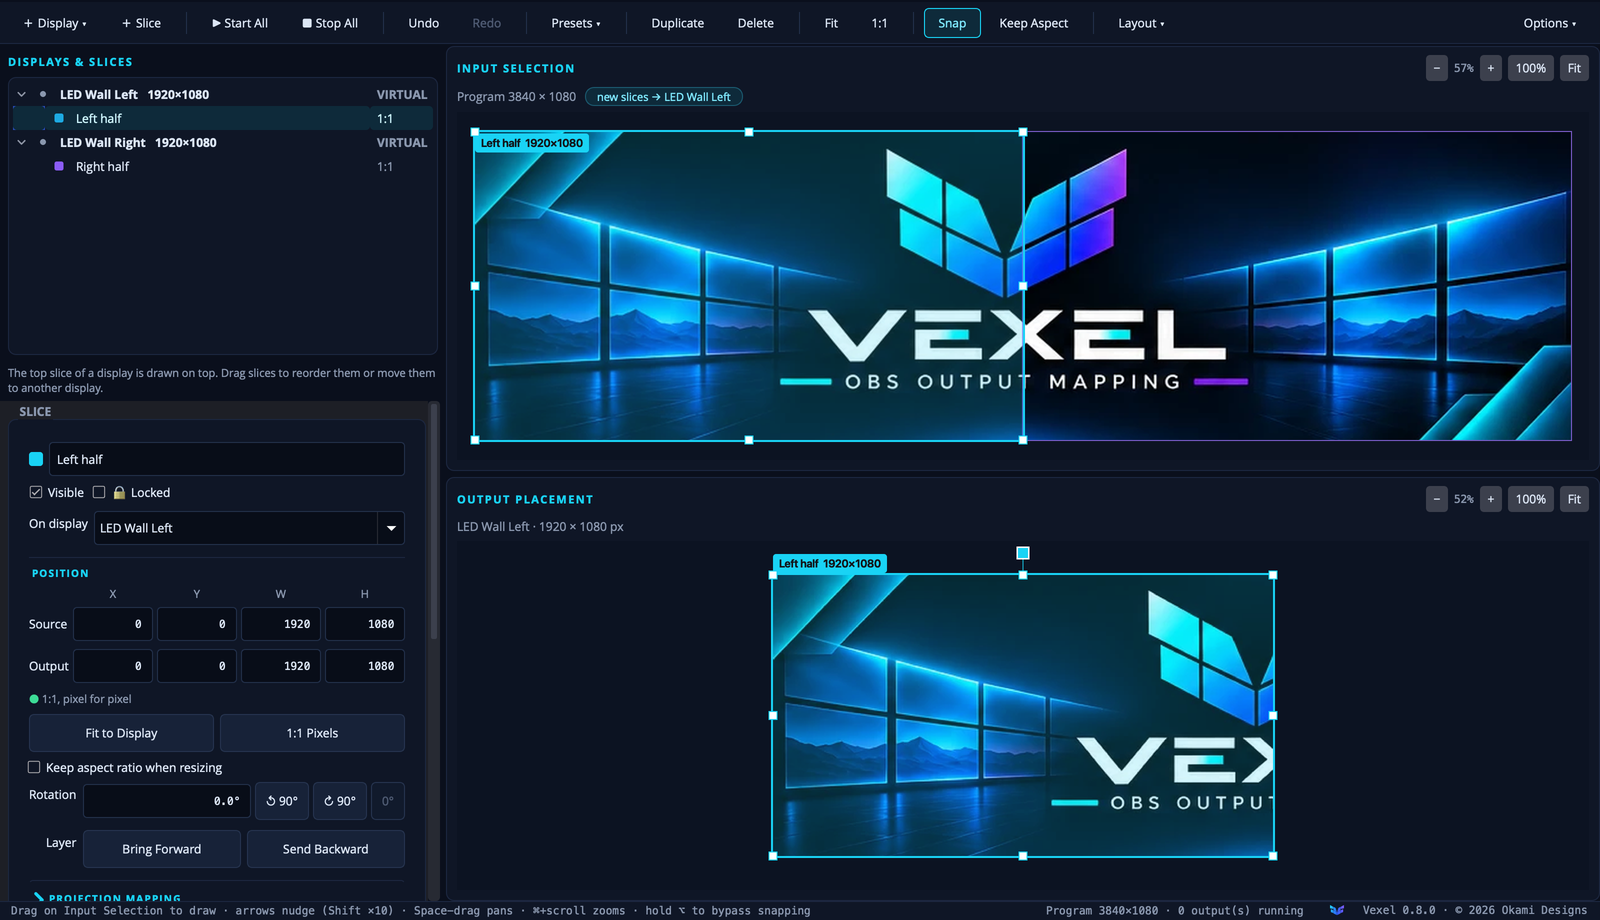 + Display ▾ + Slice ▶ Start All ■ Stop All Undo Redo Presets ▾ Duplicate Delete Fit 1:1 Snap Keep Aspect Layout ▾ Options ▾
DISPLAYS & SLICES
LED Wall Left 1920×1080 VIRTUAL
Left half 1:1
LED Wall Right 1920×1080 VIRTUAL
Right half 1:1
The top slice of a display is drawn on top. Drag slices to reorder them or move them
to another display.
SLICE
Left half
Visible 🔒 Locked
On display LED Wall Left
POSITION
X Y W H
Source 0 0 1920 1080
Output 0 0 1920 1080
1:1, pixel for pixel
Fit to Display 1:1 Pixels
Keep aspect ratio when resizing
Rotation 0.0° ↺ 90° ↻ 90° 0°
Layer Bring Forward Send Backward
PROJECTION MAPPING
INPUT SELECTION
− 57% + 100% Fit
Program 3840 × 1080 new slices → LED Wall Left
Left half 1920×1080
VEXEL
OBS OUTPUT MAPPING
OUTPUT PLACEMENT
− 52% + 100% Fit
LED Wall Left · 1920 × 1080 px
Left half 1920×1080
VEX
OBS OUTPUT
Drag on Input Selection to draw · arrows nudge (Shift ×10) · Space-drag pans · ⌘+scroll zooms · hold ⌥ to bypass snapping
Program 3840×1080 · 0 output(s) running Vexel 0.8.0 · © 2026 Okami Designs